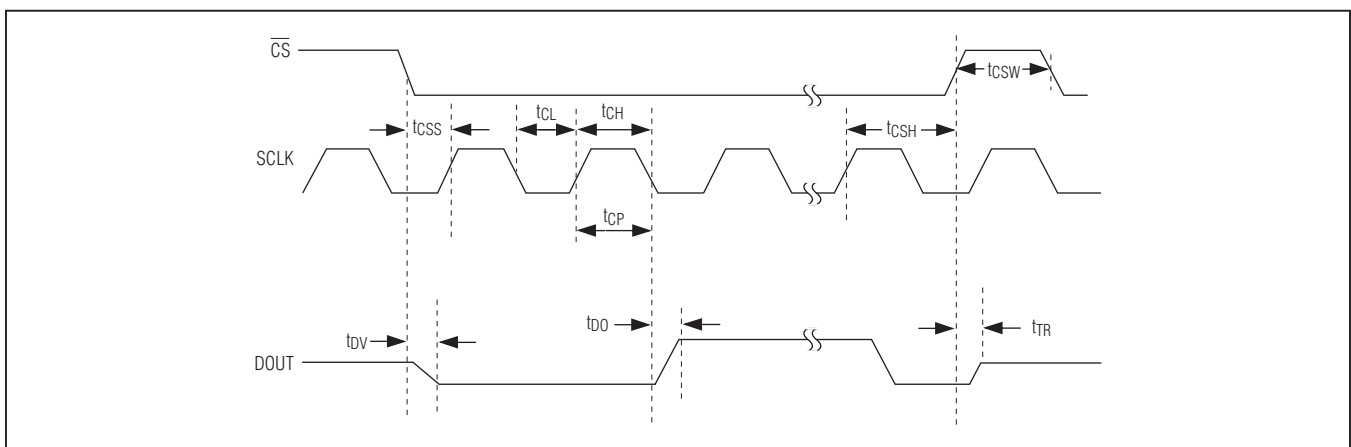 CS
tCSW
tCSS
tCL
tCH
tCSH
SCLK
tCP
tDV
tDO
tTR
DOUT